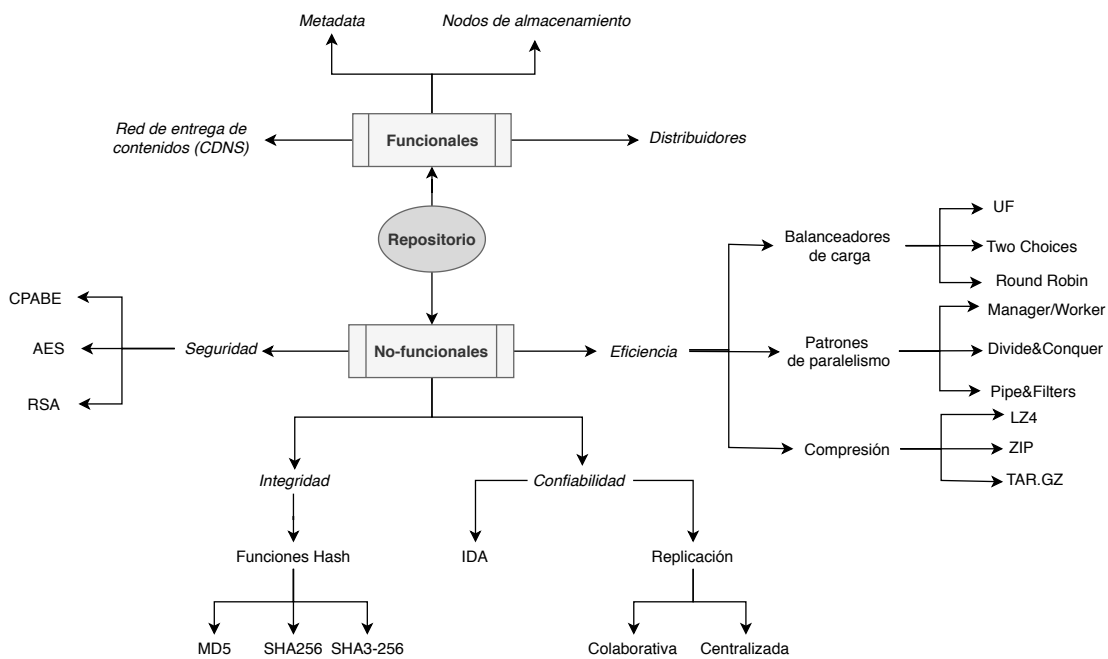 Metadata
Nodos de almacenamiento
Red de entrega de
contenidos (CDNS)
Funcionales
Distribuidores
Repositorio
Balanceadores
de carga
UF
Two Choices
Round Robin
CPABE
AES
RSA
Seguridad
No-funcionales
Eficiencia
Patrones
de paralelismo
Manager/Worker
Divide&Conquer
Pipe&Filters
Compresión
LZ4
ZIP
TAR.GZ
Integridad
Confiabilidad
Funciones Hash
IDA
Replicación
MD5
SHA256
SHA3-256
Colaborativa
Centralizada